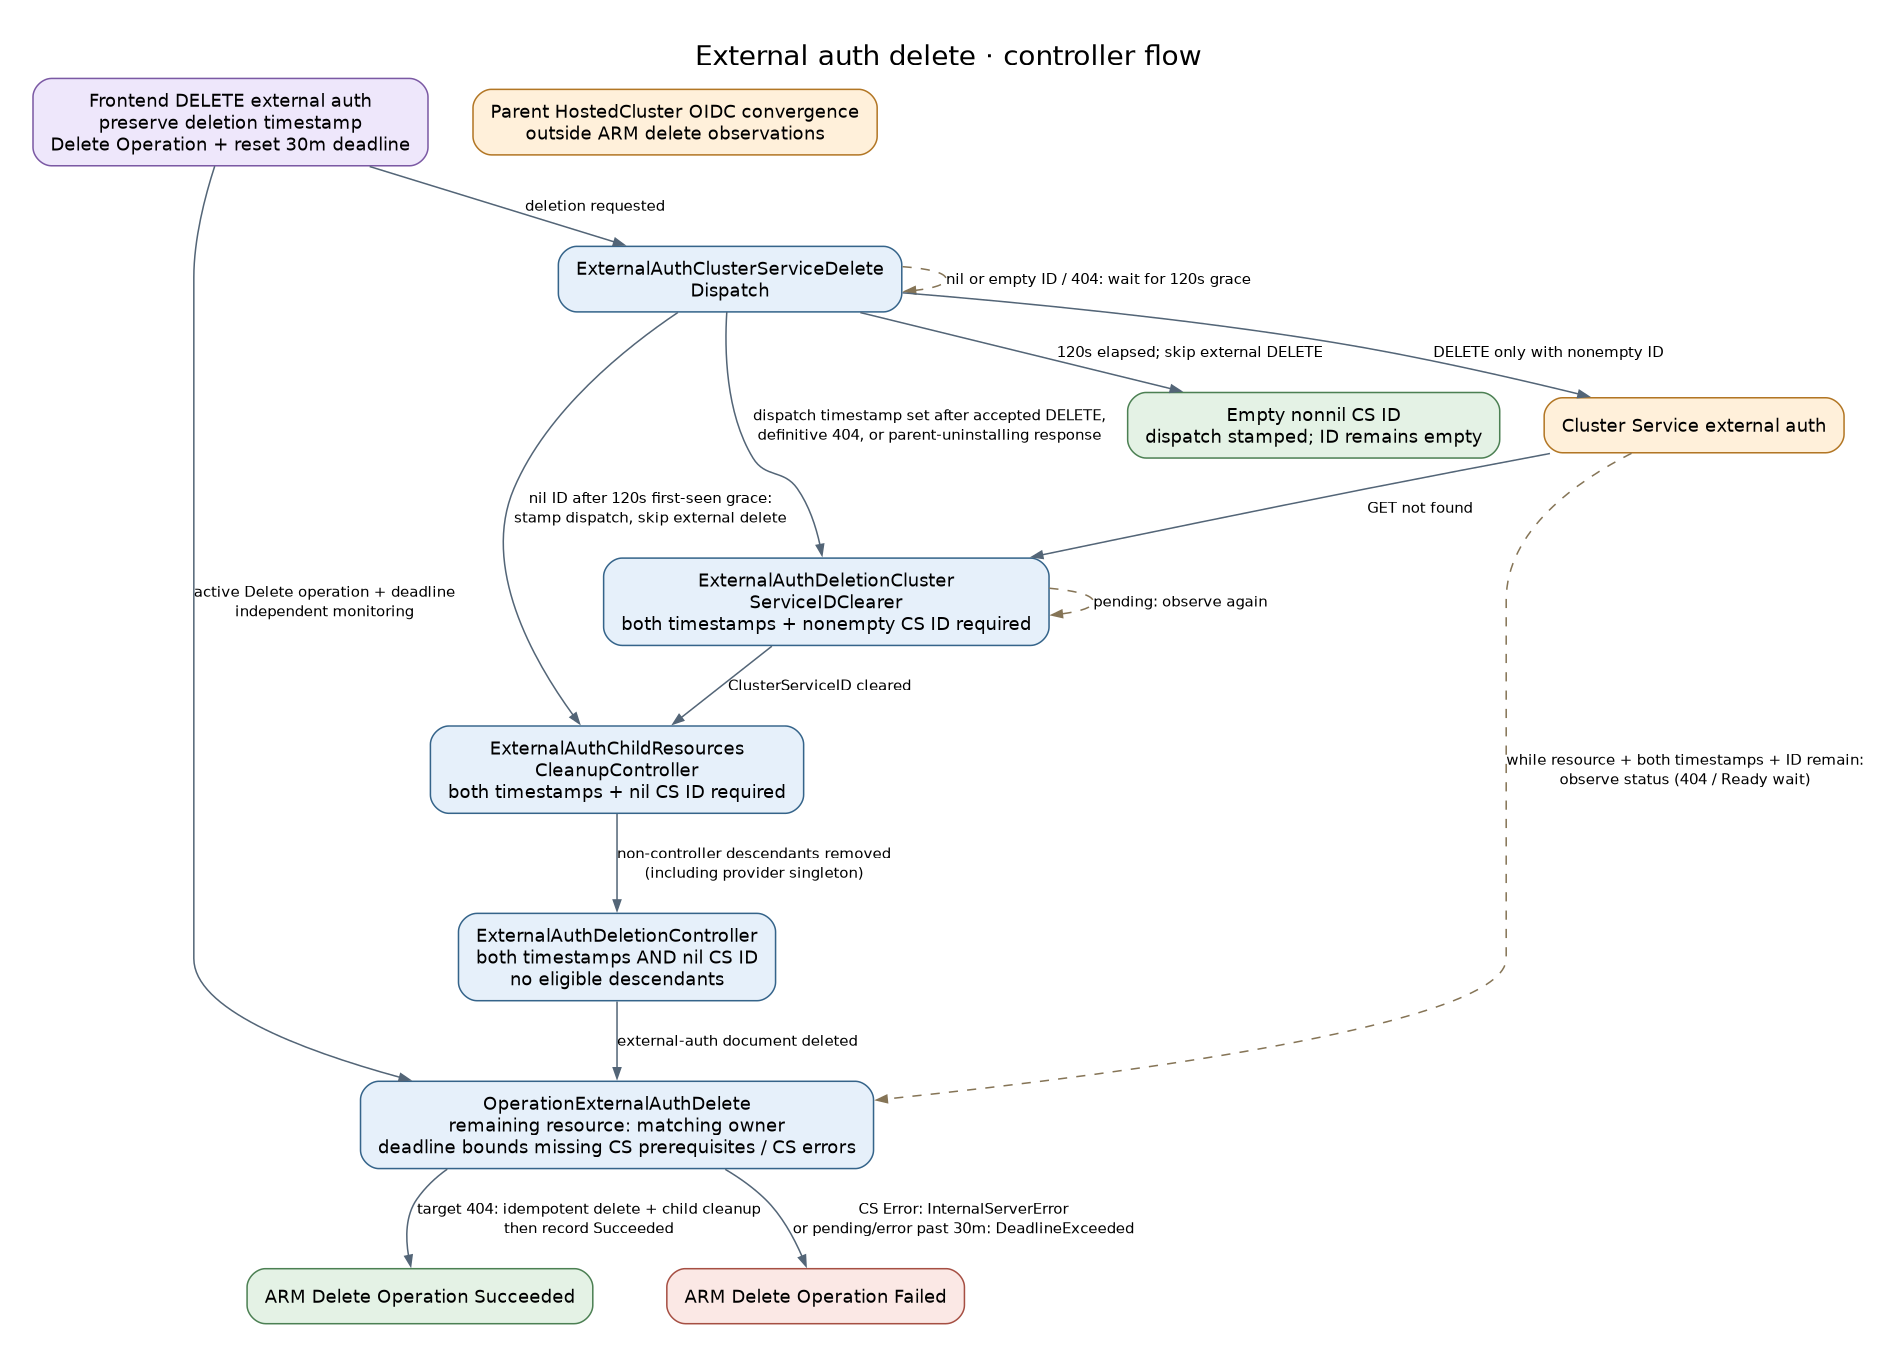 External auth delete · controller flow
Frontend DELETE external auth
preserve deletion timestamp
Delete Operation + reset 30m deadline
Parent HostedCluster OIDC convergence
outside ARM delete observations
deletion requested
ExternalAuthClusterServiceDelete
Dispatch
nil or empty ID / 404: wait for 120s grace
120s elapsed; skip external DELETE
DELETE only with nonempty ID
dispatch timestamp set after accepted DELETE,
definitive 404, or parent-uninstalling response
Empty nonnil CS ID
dispatch stamped; ID remains empty
Cluster Service external auth
nil ID after 120s first-seen grace:
stamp dispatch, skip external delete
GET not found
active Delete operation + deadline
independent monitoring
ExternalAuthDeletionCluster
ServiceIDClearer
both timestamps + nonempty CS ID required
pending: observe again
ClusterServiceID cleared
ExternalAuthChildResources
CleanupController
both timestamps + nil CS ID required
while resource + both timestamps + ID remain:
observe status (404 / Ready wait)
non-controller descendants removed
(including provider singleton)
ExternalAuthDeletionController
both timestamps AND nil CS ID
no eligible descendants
external-auth document deleted
OperationExternalAuthDelete
remaining resource: matching owner
deadline bounds missing CS prerequisites / CS errors
target 404: idempotent delete + child cleanup
then record Succeeded
CS Error: InternalServerError
or pending/error past 30m: DeadlineExceeded
ARM Delete Operation Succeeded
ARM Delete Operation Failed